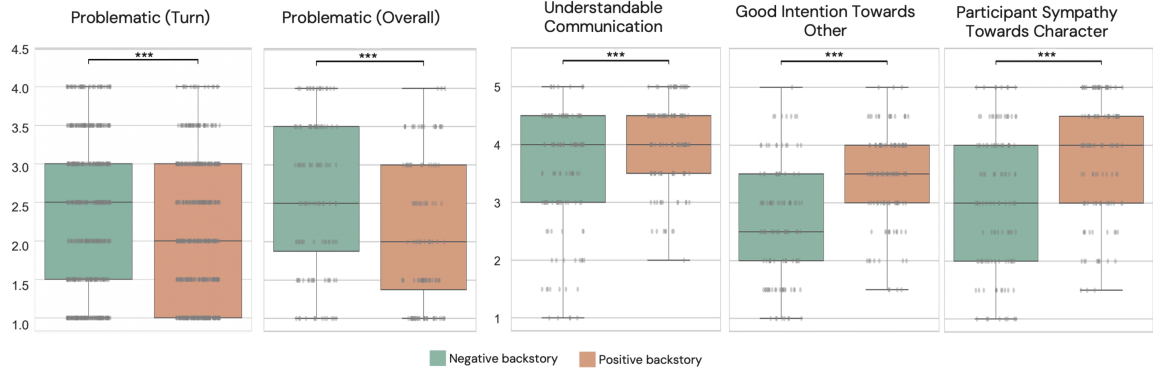 Problematic (Turn)
Problematic (Overall)
Understandable
Communication
Good Intention Towards
Other
Participant Sympathy
Towards Character
4.5
4.0
3.5
3.0
2.5
2.0
1.5
1.0
***
***
5
4
3
2
1
***
***
***
Negative backstory
Positive backstory